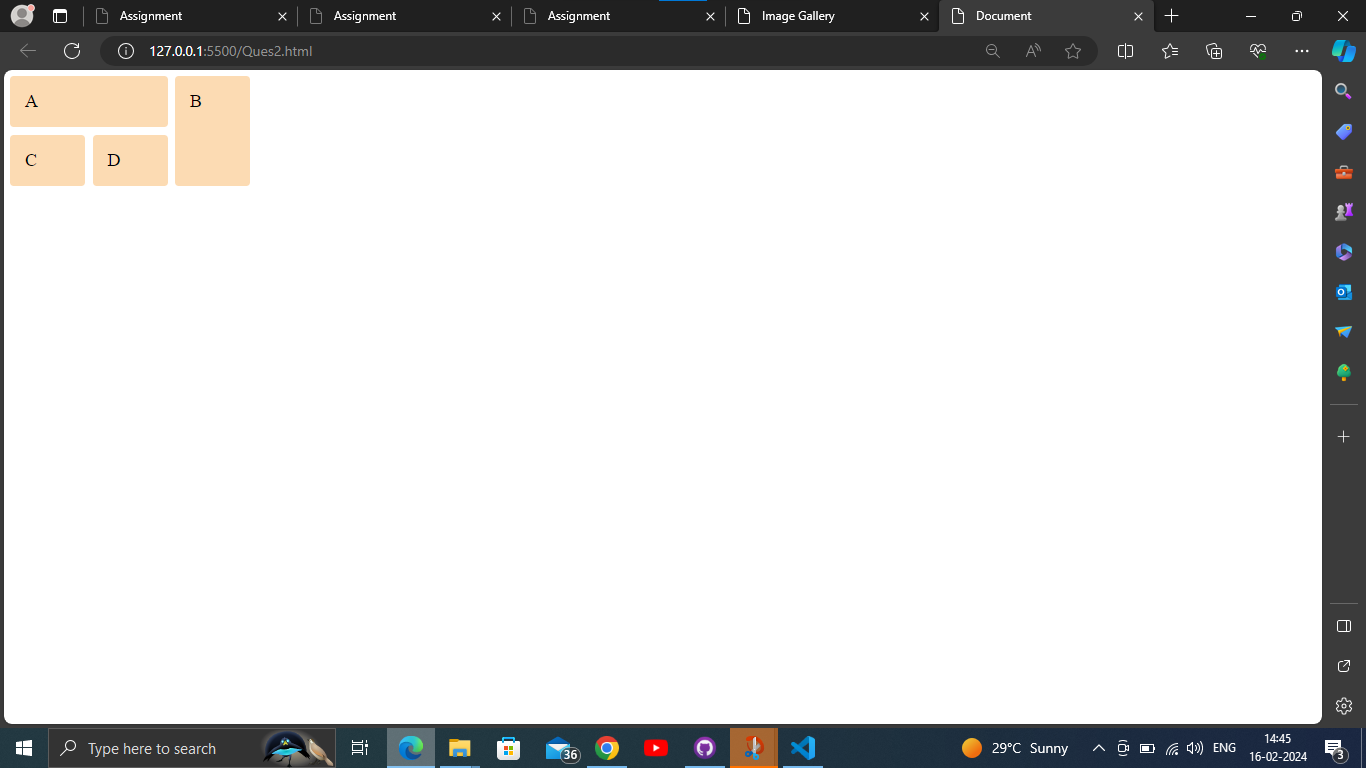 Assignment
Assignment
Assignment
Image Gallery
Document
127.0.0.1:5500/Ques2.html
A
B
C
D
Type here to search
36
29°C Sunny
ENG
14:45
16-02-2024
3